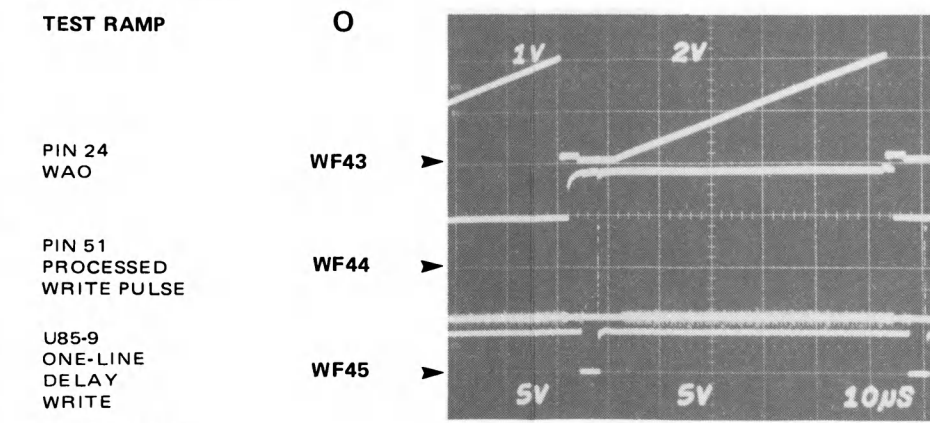 TEST RAMP O
1V 2V
PIN 24
WAO
WF43
PIN 51
PROCESSED
WRITE PULSE
WF44
U85-9
ONE-LINE
DELAY
WRITE
WF45
5V 5V 10µS